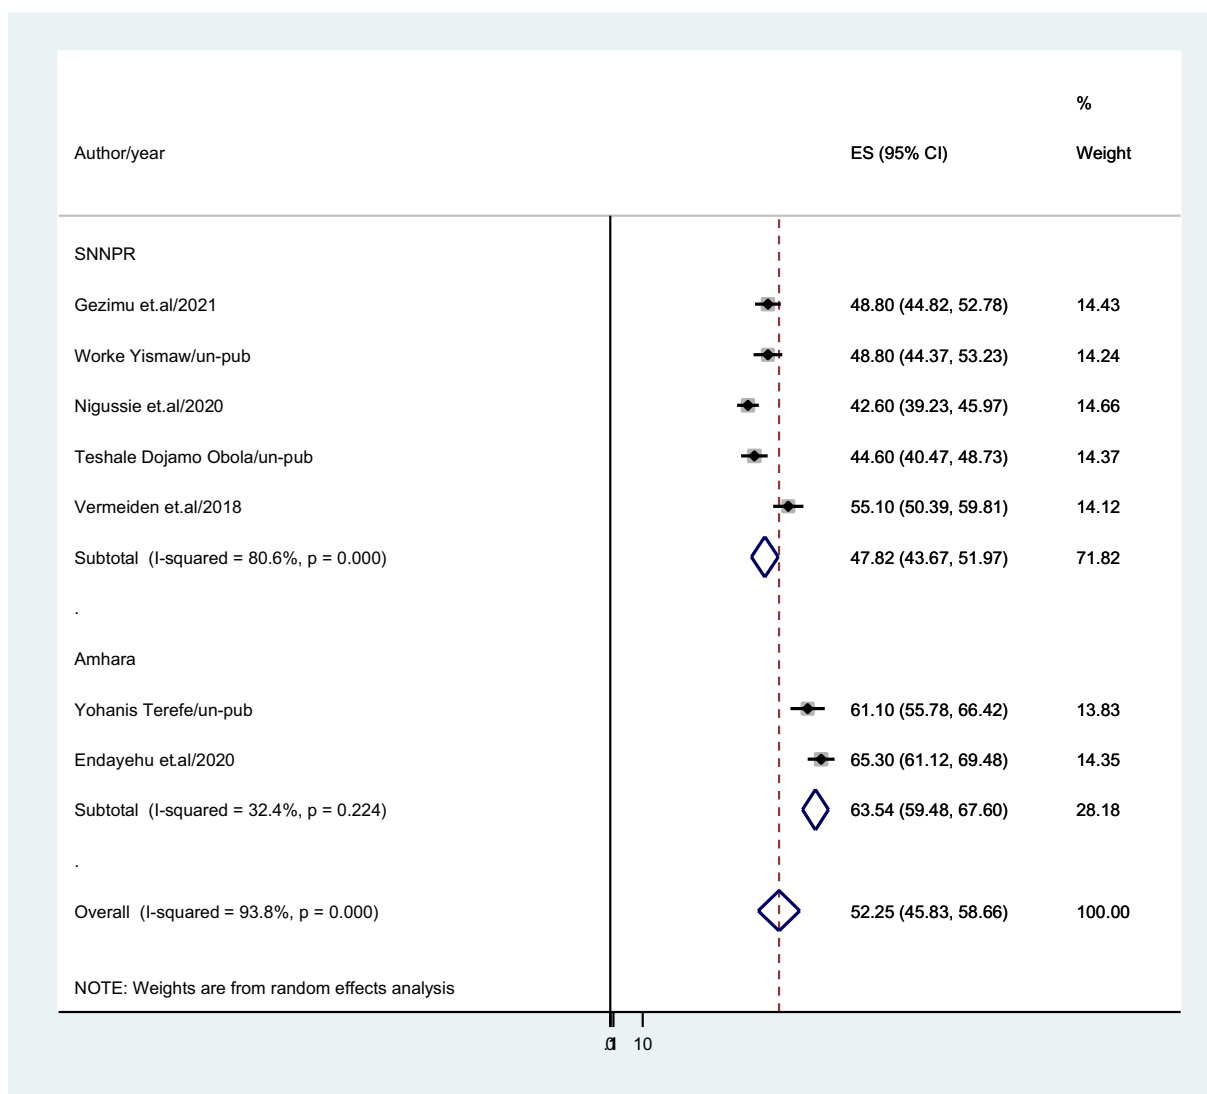 %
Author/year ES (95% CI) Weight
SNNPR
Gezimu et.al/2021 48.80 (44.82, 52.78) 14.43
Worke Yismaw/un-pub 48.80 (44.37, 53.23) 14.24
Nigussie et.al/2020 42.60 (39.23, 45.97) 14.66
Teshale Dojamo Obola/un-pub 44.60 (40.47, 48.73) 14.37
Vermeiden et.al/2018 55.10 (50.39, 59.81) 14.12
Subtotal (I-squared = 80.6%, p = 0.000) 47.82 (43.67, 51.97) 71.82
.
Amhara
Yohanis Terefe/un-pub 61.10 (55.78, 66.42) 13.83
Endayehu et.al/2020 65.30 (61.12, 69.48) 14.35
Subtotal (I-squared = 32.4%, p = 0.224) 63.54 (59.48, 67.60) 28.18
.
Overall (I-squared = 93.8%, p = 0.000) 52.25 (45.83, 58.66) 100.00
NOTE: Weights are from random effects analysis
10